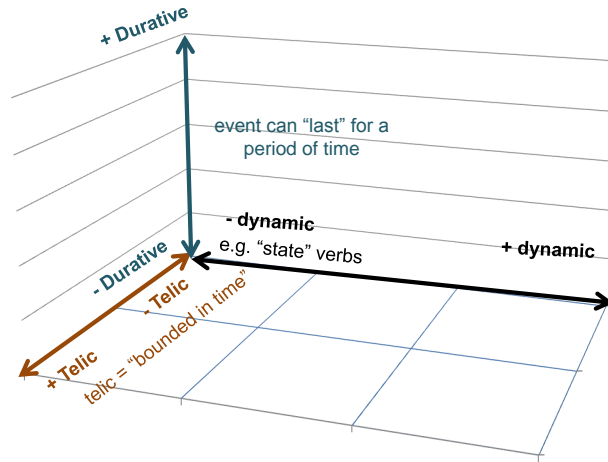 + Durative
event can “last” for a
period of time
- dynamic
e.g. “state” verbs
+ dynamic
- Durative
- Telic
+ Telic
telic = “bounded in time”